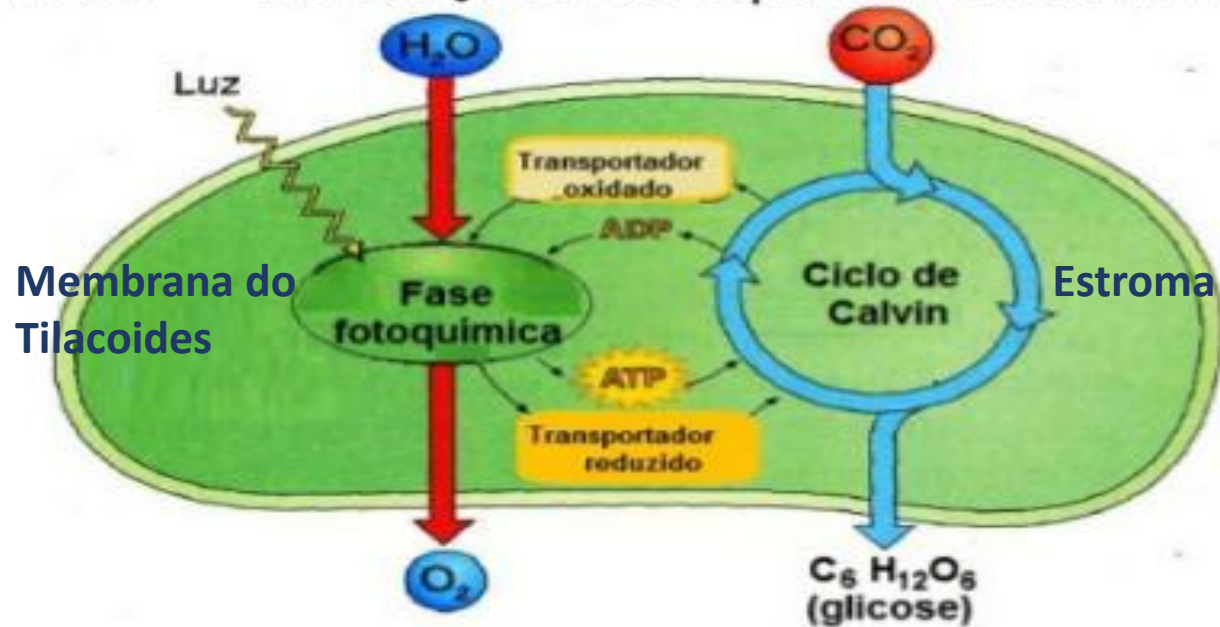 H₂O
CO₂
Luz
Transportador
oxidado
ADP
Membrana do
Tilacoides
Fase
fotoquímica
Ciclo de
Calvin
Estroma
ATP
Transportador
reduzido
O₂
C₆ H₁₂O₆
(glicose)